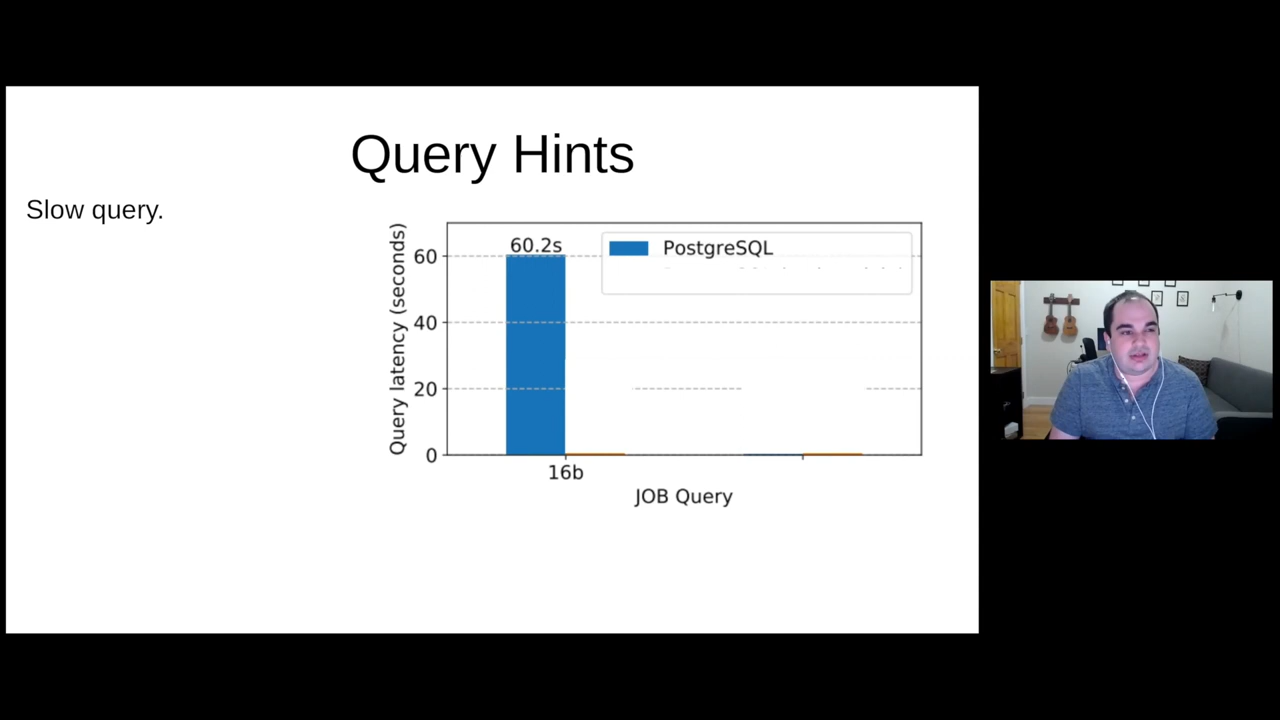 Query Hints
Slow query.
Query latency (seconds)
60
40
20
0
60.2s
PostgreSQL
16b
JOB Query